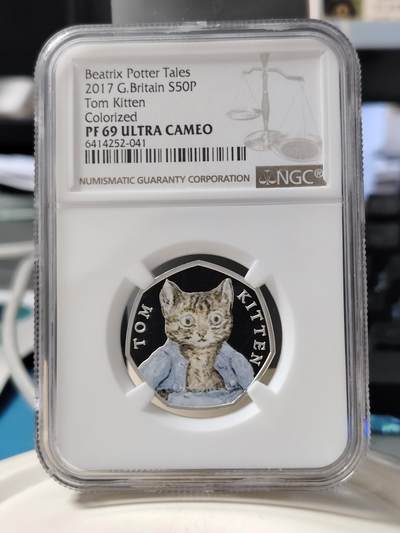 Beatrix Potter Tales
2017 G.Britain S50P
Tom Kitten
Colorized
PF 69 ULTRA CAMEO
6414252-041
NUMISMATIC GUARANTY CORPORATION
NGC®
TOM KITTEN